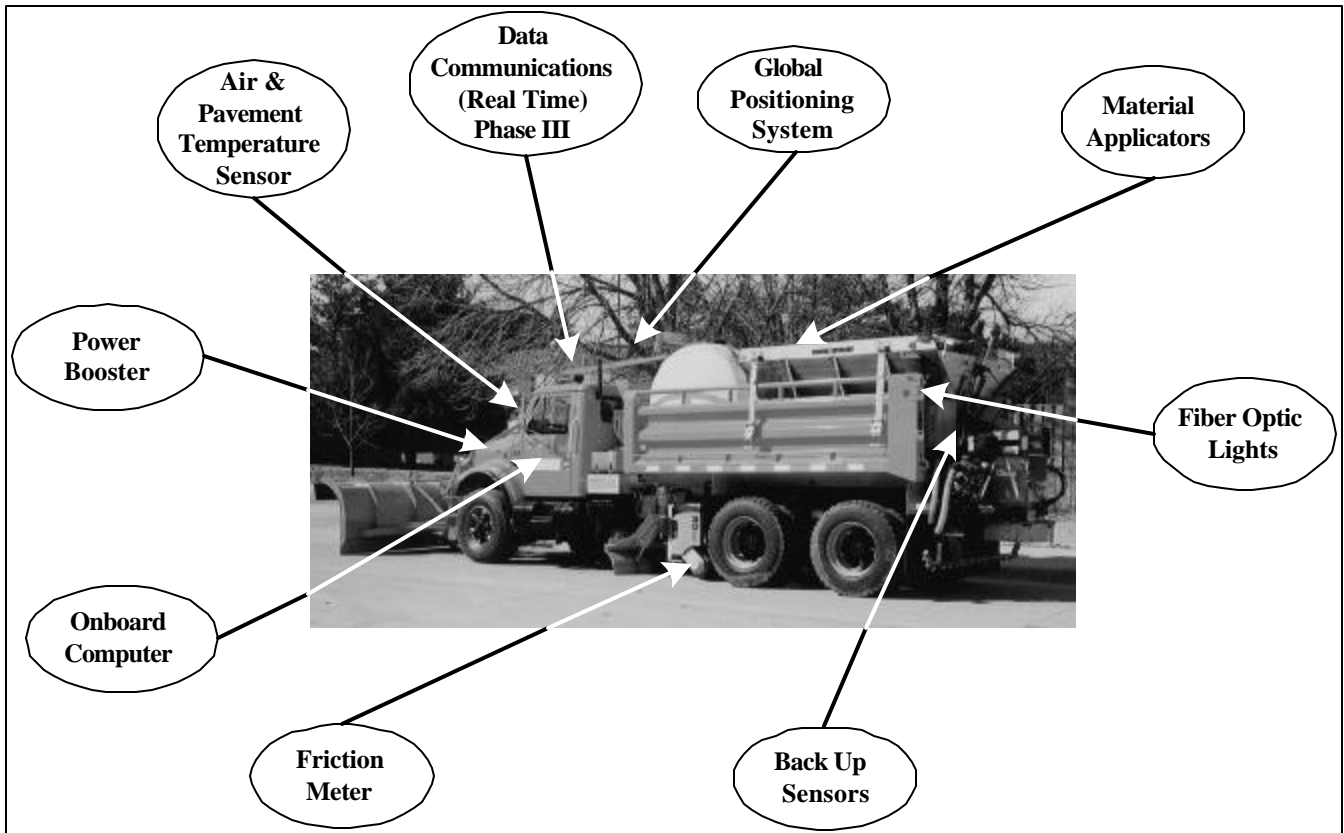 Data
Communications
(Real Time)
Phase III
Air &
Pavement
Temperature
Sensor
Global
Positioning
System
Material
Applicators
Power
Booster
Fiber Optic
Lights
Onboard
Computer
Friction
Meter
Back Up
Sensors